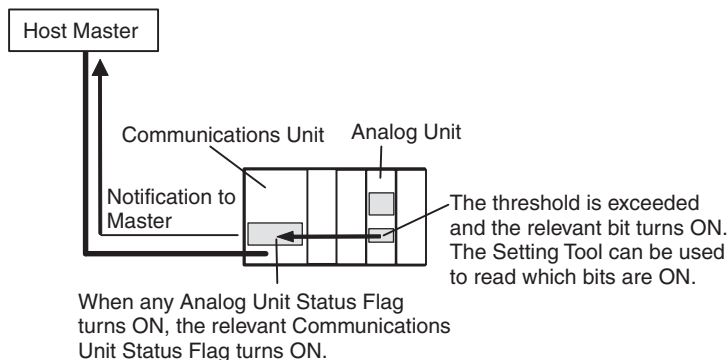 Host Master
Communications Unit
Analog Unit
Notification to
Master
The threshold is exceeded
and the relevant bit turns ON.
The Setting Tool can be used
to read which bits are ON.
When any Analog Unit Status Flag
turns ON, the relevant Communications
Unit Status Flag turns ON.